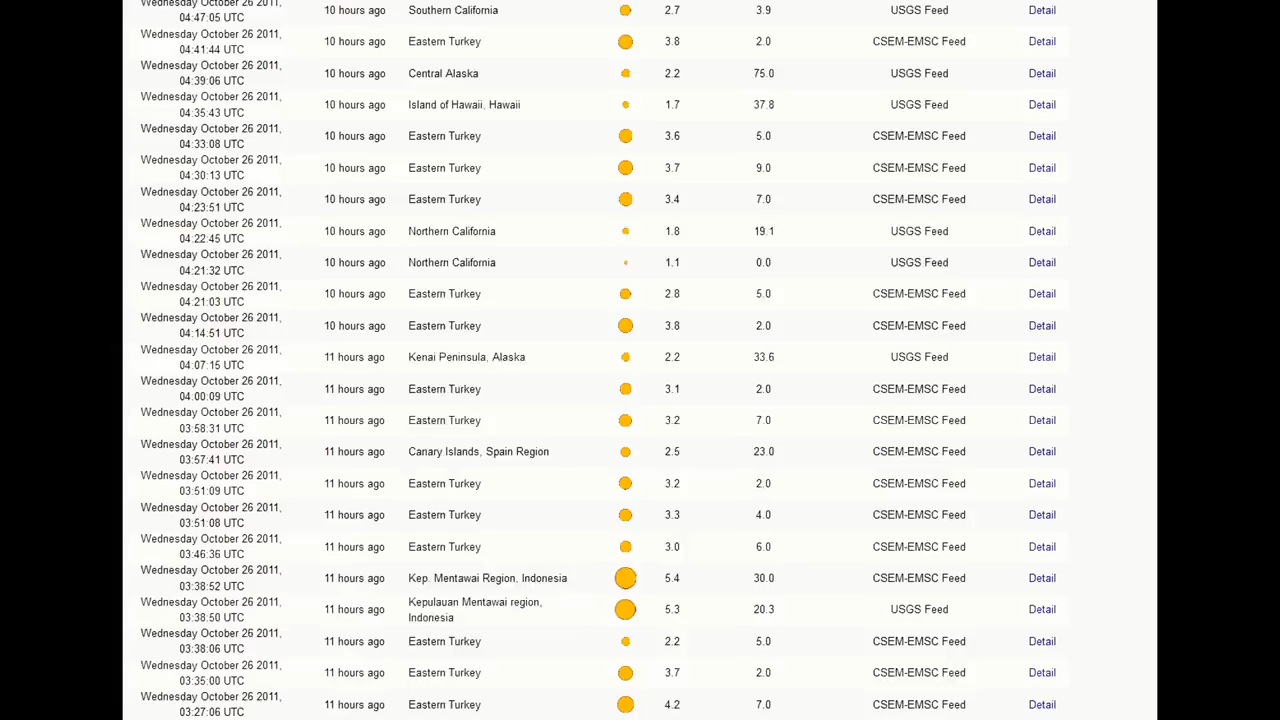 Wednesday October 26 2011,
04:47:05 UTC
10 hours ago Southern California 2.7 3.9 USGS Feed Detail
Wednesday October 26 2011,
04:41:44 UTC
10 hours ago Eastern Turkey 3.8 2.0 CSEM-EMSC Feed Detail
Wednesday October 26 2011,
04:39:06 UTC
10 hours ago Central Alaska 2.2 75.0 USGS Feed Detail
Wednesday October 26 2011,
04:35:43 UTC
10 hours ago Island of Hawaii, Hawaii 1.7 37.8 USGS Feed Detail
Wednesday October 26 2011,
04:33:08 UTC
10 hours ago Eastern Turkey 3.6 5.0 CSEM-EMSC Feed Detail
Wednesday October 26 2011,
04:30:13 UTC
10 hours ago Eastern Turkey 3.7 9.0 CSEM-EMSC Feed Detail
Wednesday October 26 2011,
04:23:51 UTC
10 hours ago Eastern Turkey 3.4 7.0 CSEM-EMSC Feed Detail
Wednesday October 26 2011,
04:22:45 UTC
10 hours ago Northern California 1.8 19.1 USGS Feed Detail
Wednesday October 26 2011,
04:21:32 UTC
10 hours ago Northern California 1.1 0.0 USGS Feed Detail
Wednesday October 26 2011,
04:21:03 UTC
10 hours ago Eastern Turkey 2.8 5.0 CSEM-EMSC Feed Detail
Wednesday October 26 2011,
04:14:51 UTC
10 hours ago Eastern Turkey 3.8 2.0 CSEM-EMSC Feed Detail
Wednesday October 26 2011,
04:07:15 UTC
11 hours ago Kenai Peninsula, Alaska 2.2 33.6 USGS Feed Detail
Wednesday October 26 2011,
04:00:09 UTC
11 hours ago Eastern Turkey 3.1 2.0 CSEM-EMSC Feed Detail
Wednesday October 26 2011,
03:58:31 UTC
11 hours ago Eastern Turkey 3.2 7.0 CSEM-EMSC Feed Detail
Wednesday October 26 2011,
03:57:41 UTC
11 hours ago Canary Islands, Spain Region 2.5 23.0 CSEM-EMSC Feed Detail
Wednesday October 26 2011,
03:51:09 UTC
11 hours ago Eastern Turkey 3.2 2.0 CSEM-EMSC Feed Detail
Wednesday October 26 2011,
03:51:08 UTC
11 hours ago Eastern Turkey 3.3 4.0 CSEM-EMSC Feed Detail
Wednesday October 26 2011,
03:46:36 UTC
11 hours ago Eastern Turkey 3.0 6.0 CSEM-EMSC Feed Detail
Wednesday October 26 2011,
03:38:52 UTC
11 hours ago Kep. Mentawai Region, Indonesia 5.4 30.0 CSEM-EMSC Feed Detail
Wednesday October 26 2011,
03:38:50 UTC
11 hours ago Kepulauan Mentawai region, 5.3 20.3 USGS Feed Detail
Indonesia
Wednesday October 26 2011,
03:38:06 UTC
11 hours ago Eastern Turkey 2.2 5.0 CSEM-EMSC Feed Detail
Wednesday October 26 2011,
03:35:00 UTC
11 hours ago Eastern Turkey 3.7 2.0 CSEM-EMSC Feed Detail
Wednesday October 26 2011,
03:27:06 UTC
11 hours ago Eastern Turkey 4.2 7.0 CSEM-EMSC Feed Detail